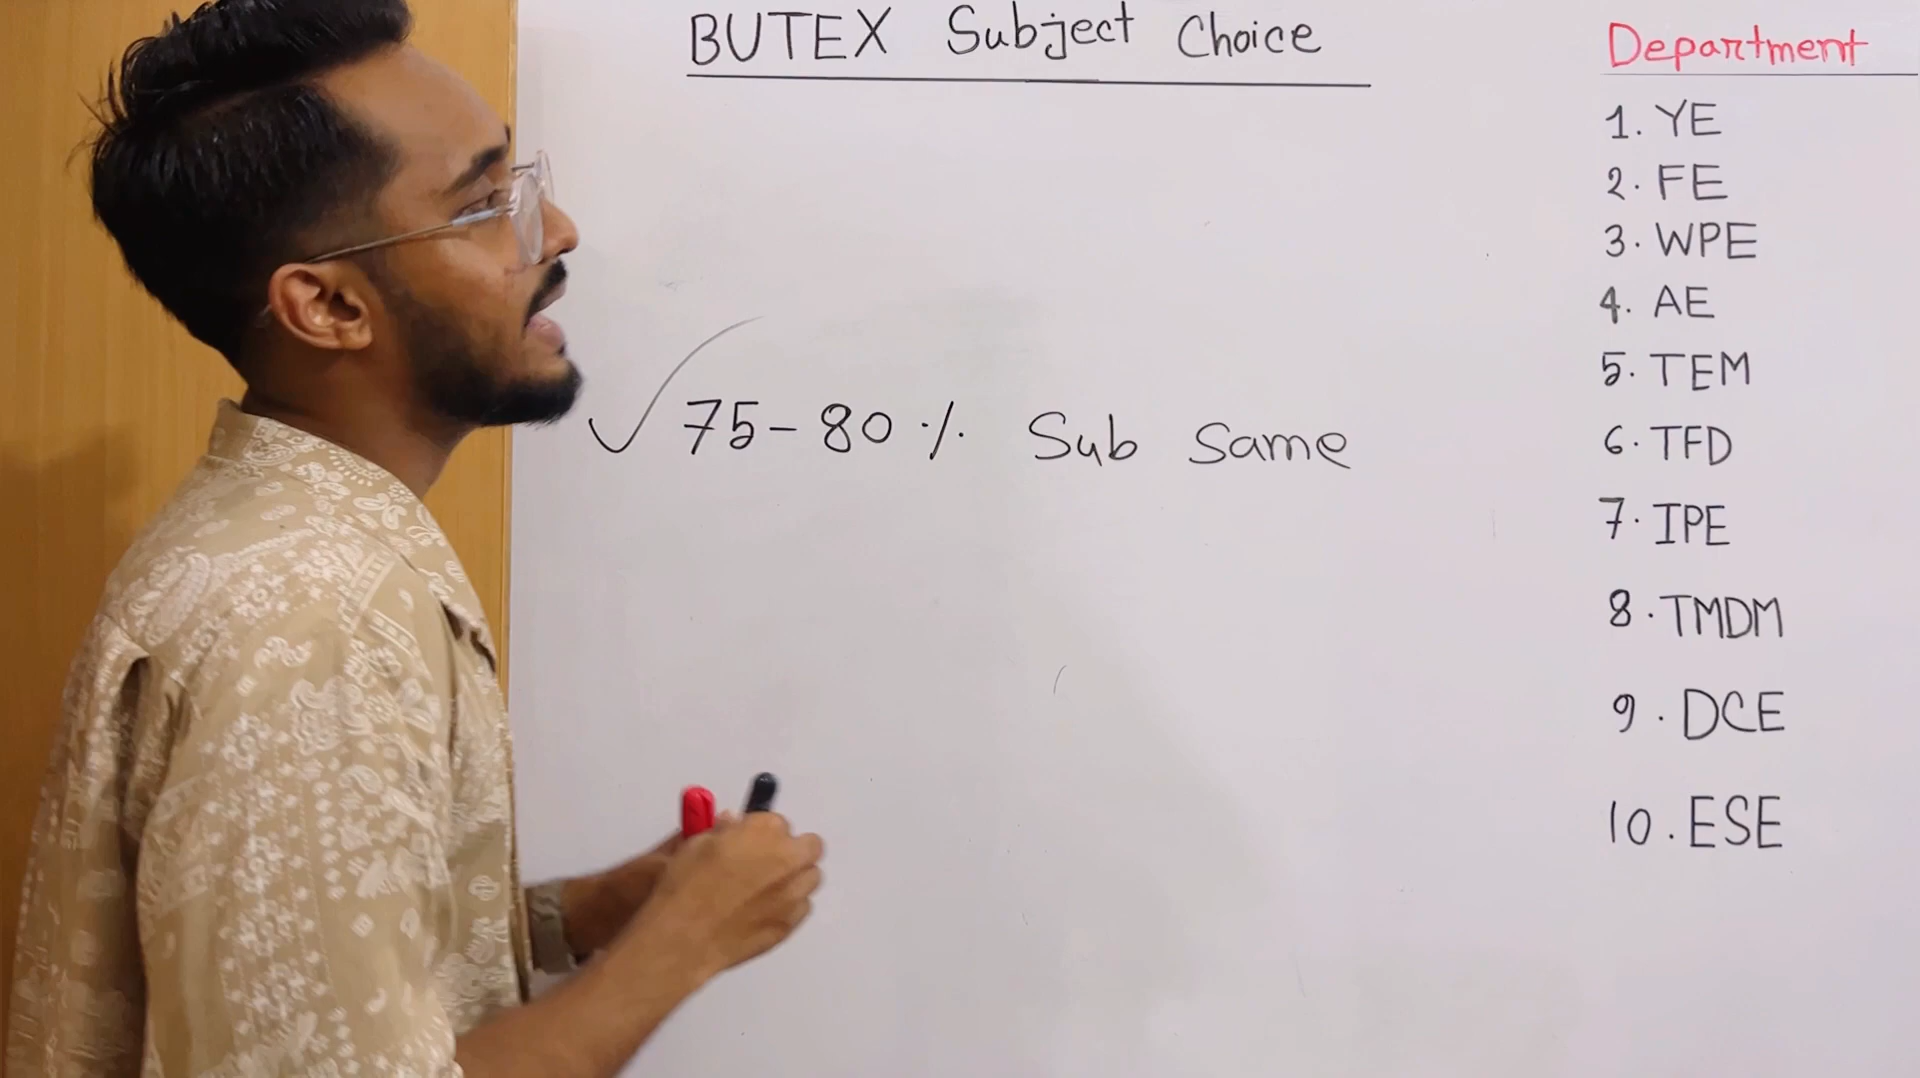 BUTEX Subject Choice
75-80% Sub Same
Department
1. YE
2. FE
3. WPE
4. AE
5. TEM
6. TFD
7. IPE
8. TMDM
9. DCE
10. ESE